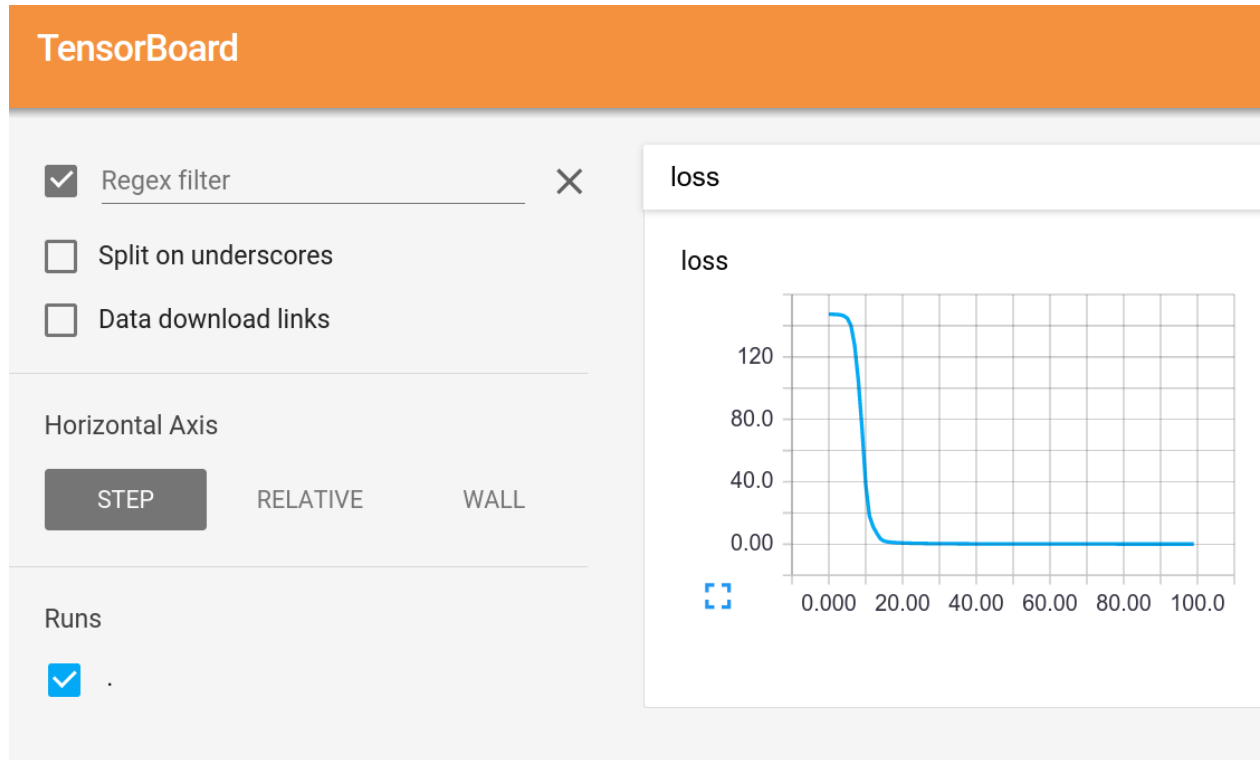 TensorBoard
Regex filter
Split on underscores
Data download links
Horizontal Axis
STEP RELATIVE WALL
Runs
.
loss
loss
120
80.0
40.0
0.00
0.000 20.00 40.00 60.00 80.00 100.0